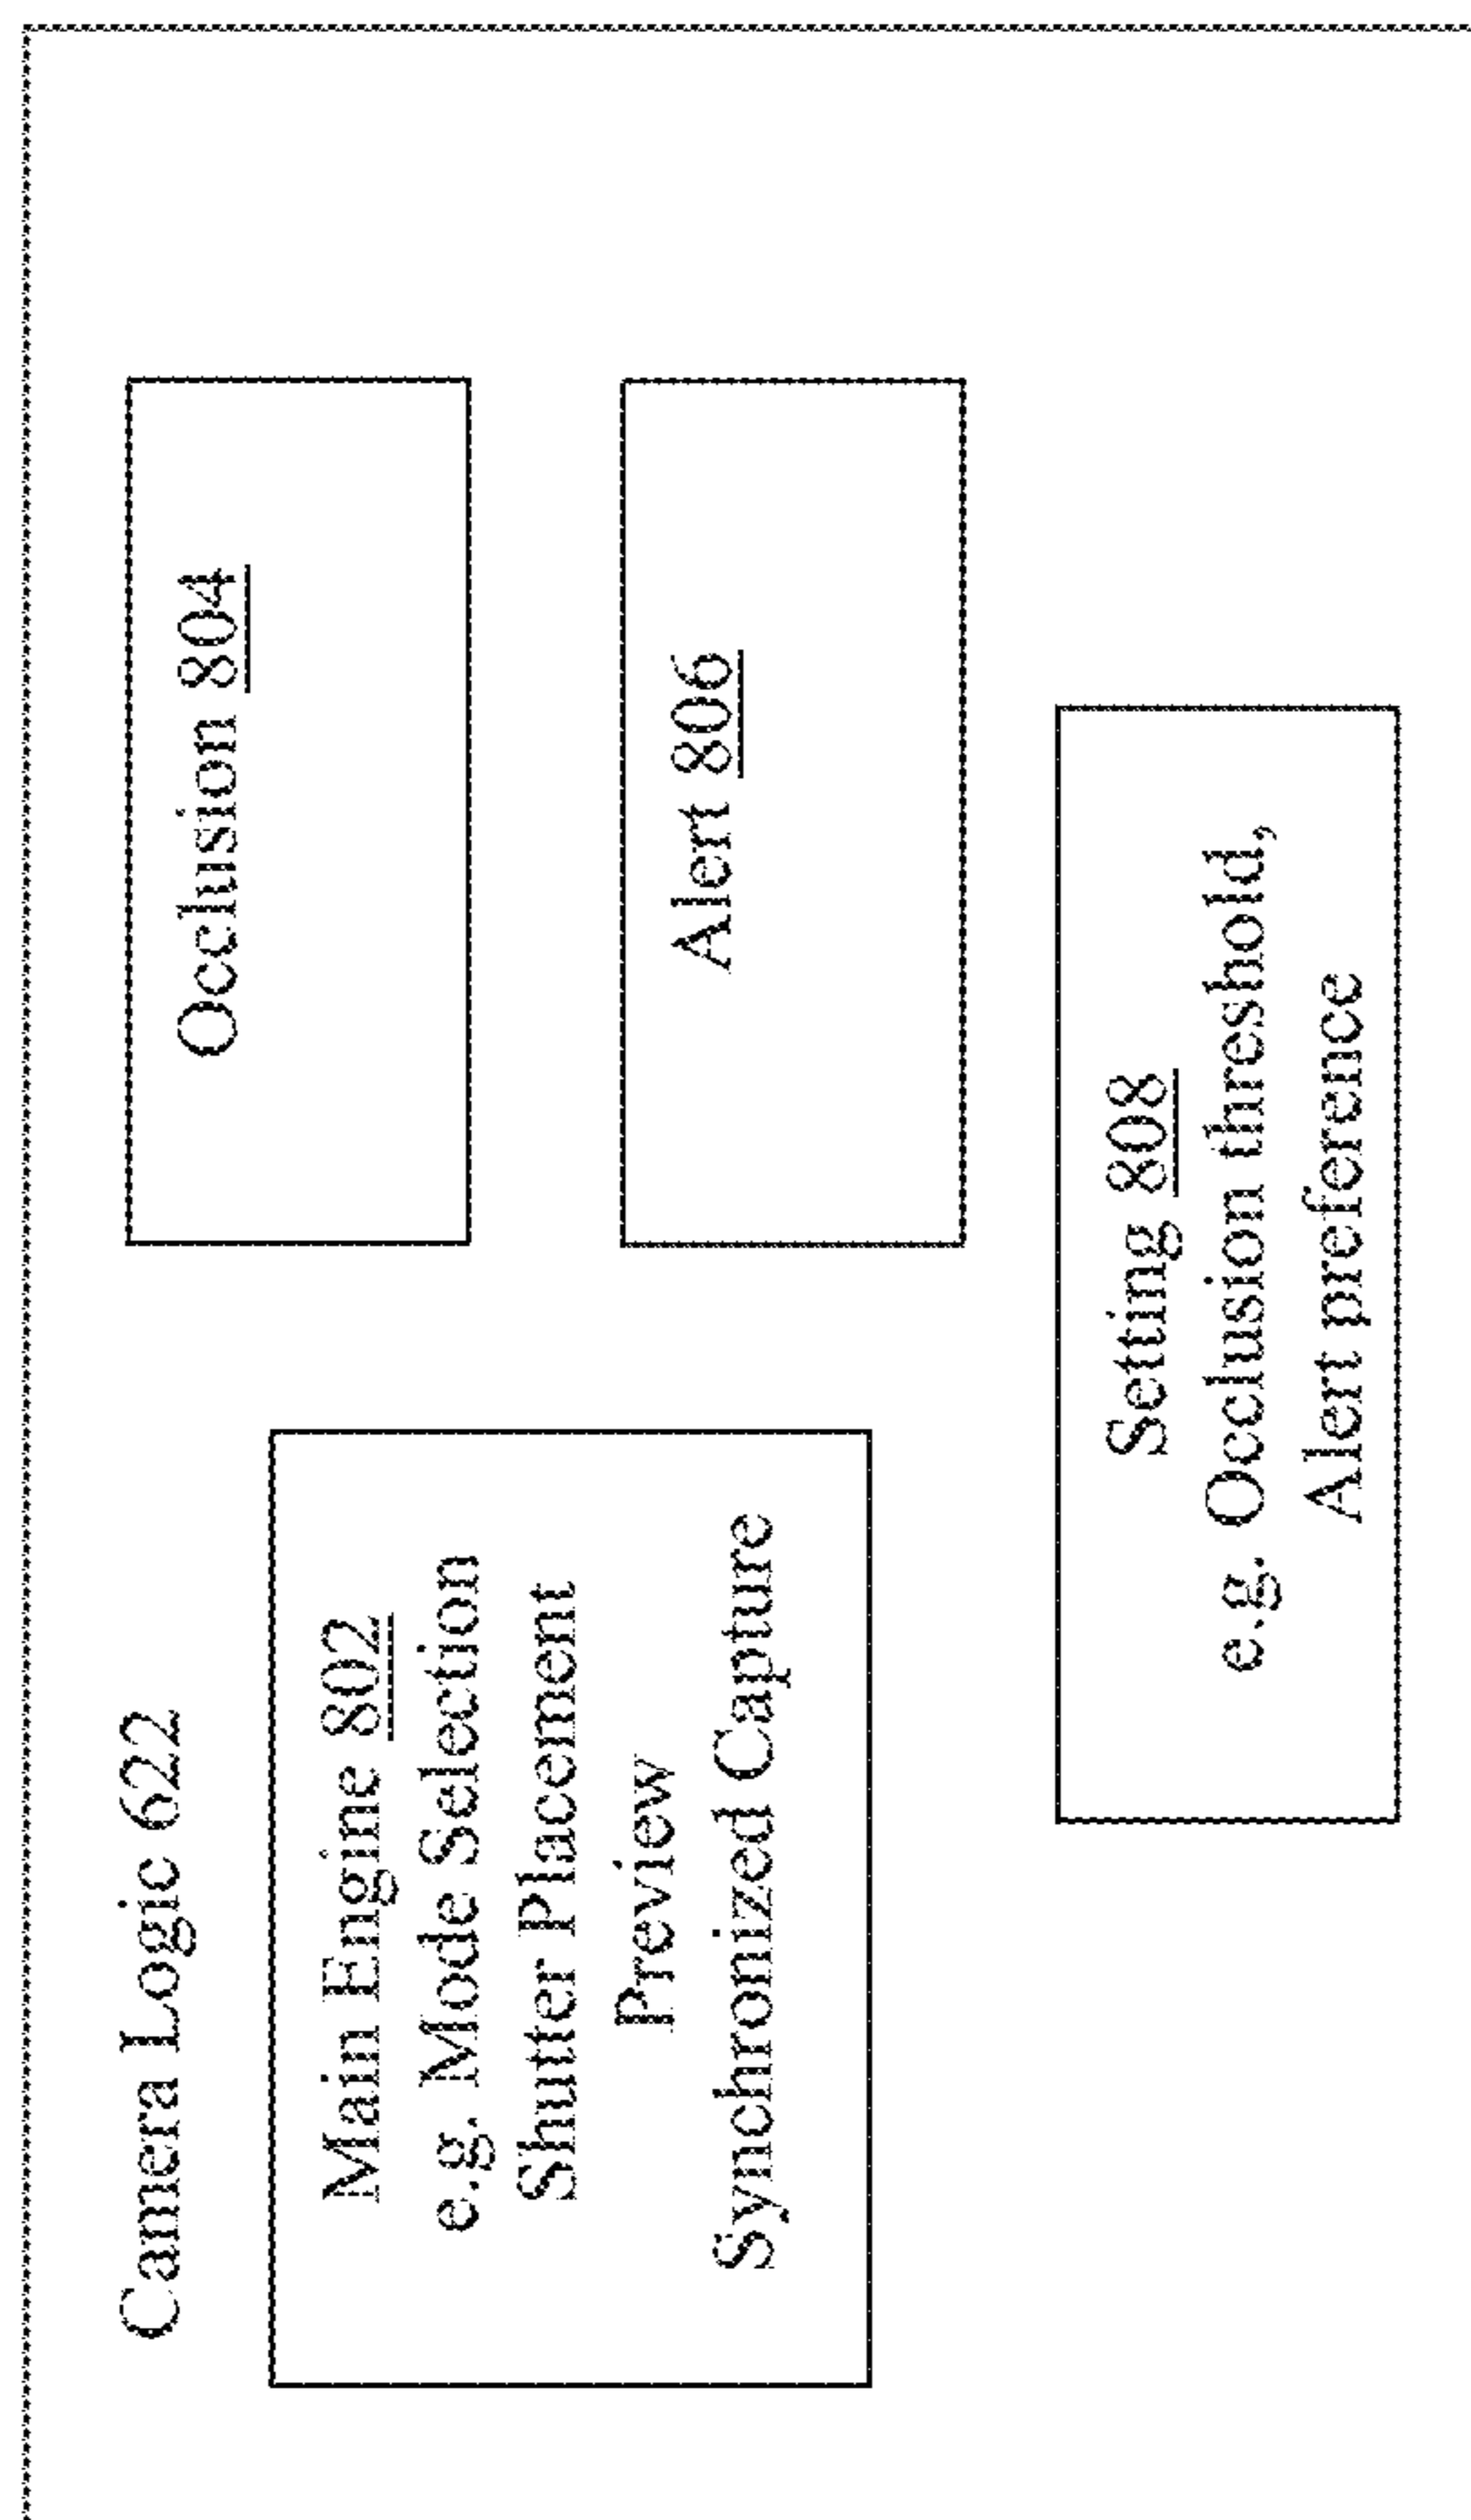 Camera Logic 622
Main Engine 802
e.g. Mode Selection
Shutter Placement
Preview
Synchronized Capture
Occlusion 804
Alert 806
Setting 808
e.g. Occlusion threshold,
Alert preference